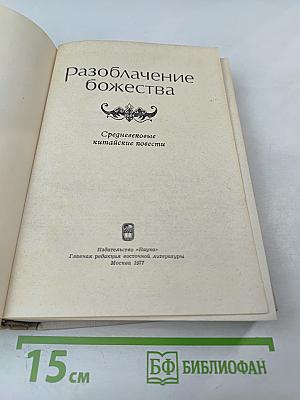 Разоблачение
божества
Средневековые
китайские повести
Издательство «Наука»
Главная редакция восточной литературы
Москва 1977
15 см
БФ БИБЛИОФАН